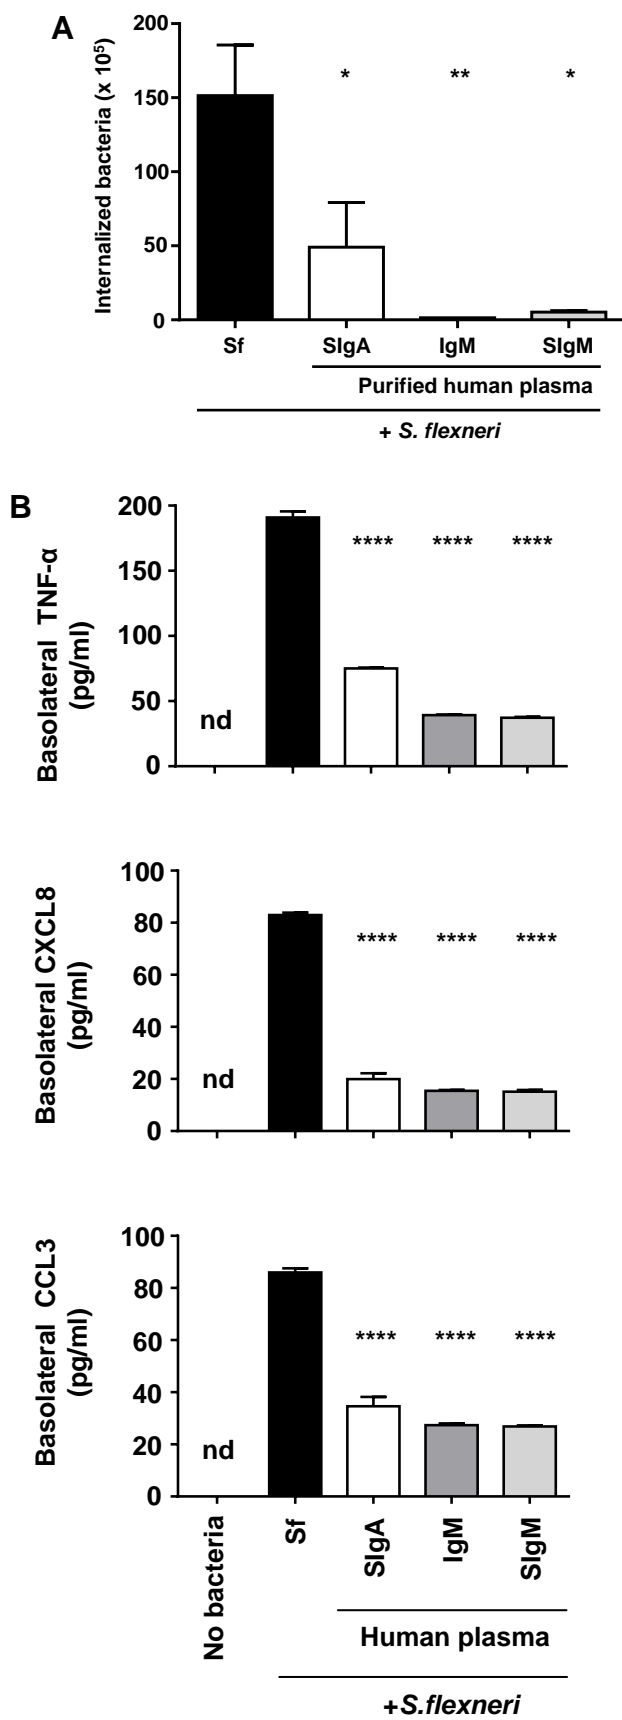 A
Internalized bacteria (x 10⁵)
200
150
100
50
0
* ** *
Sf SIgA IgM SIgM
Purified human plasma
+ S. flexneri
B
Basolateral TNF-α
(pg/ml)
200
150
100
50
0
nd
**** **** ****
Basolateral CXCL8
(pg/ml)
100
80
60
40
20
0
nd
**** **** ****
Basolateral CCL3
(pg/ml)
100
80
60
40
20
0
nd
**** **** ****
No bacteria
Sf
SIgA
IgM
SIgM
Human plasma
+S.flexneri